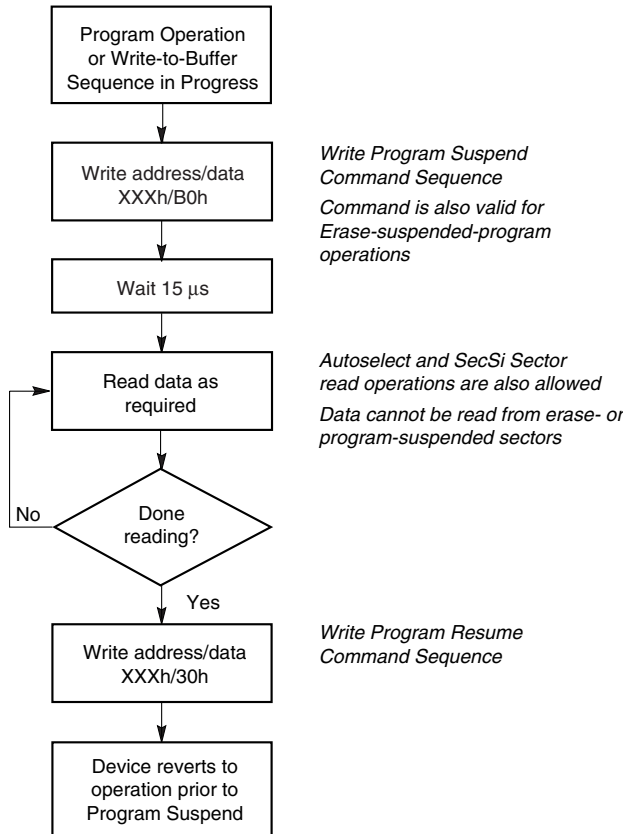 Program Operation
or Write-to-Buffer
Sequence in Progress
Write address/data
XXXh/B0h
Write Program Suspend
Command Sequence
Command is also valid for
Erase-suspended-program
operations
Wait 15 μs
Read data as
required
Autoselect and SecSi Sector
read operations are also allowed
Data cannot be read from erase- or
program-suspended sectors
No
Done
reading?
Yes
Write address/data
XXXh/30h
Write Program Resume
Command Sequence
Device reverts to
operation prior to
Program Suspend